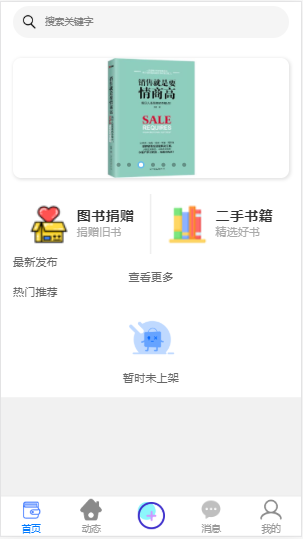 搜索关键字
销售就是要
情商高
SALE
REQUIRES
图书捐赠
捐赠旧书
二手书籍
精选好书
最新发布
查看更多
热门推荐
暂时未上架
首页
动态
消息
我的